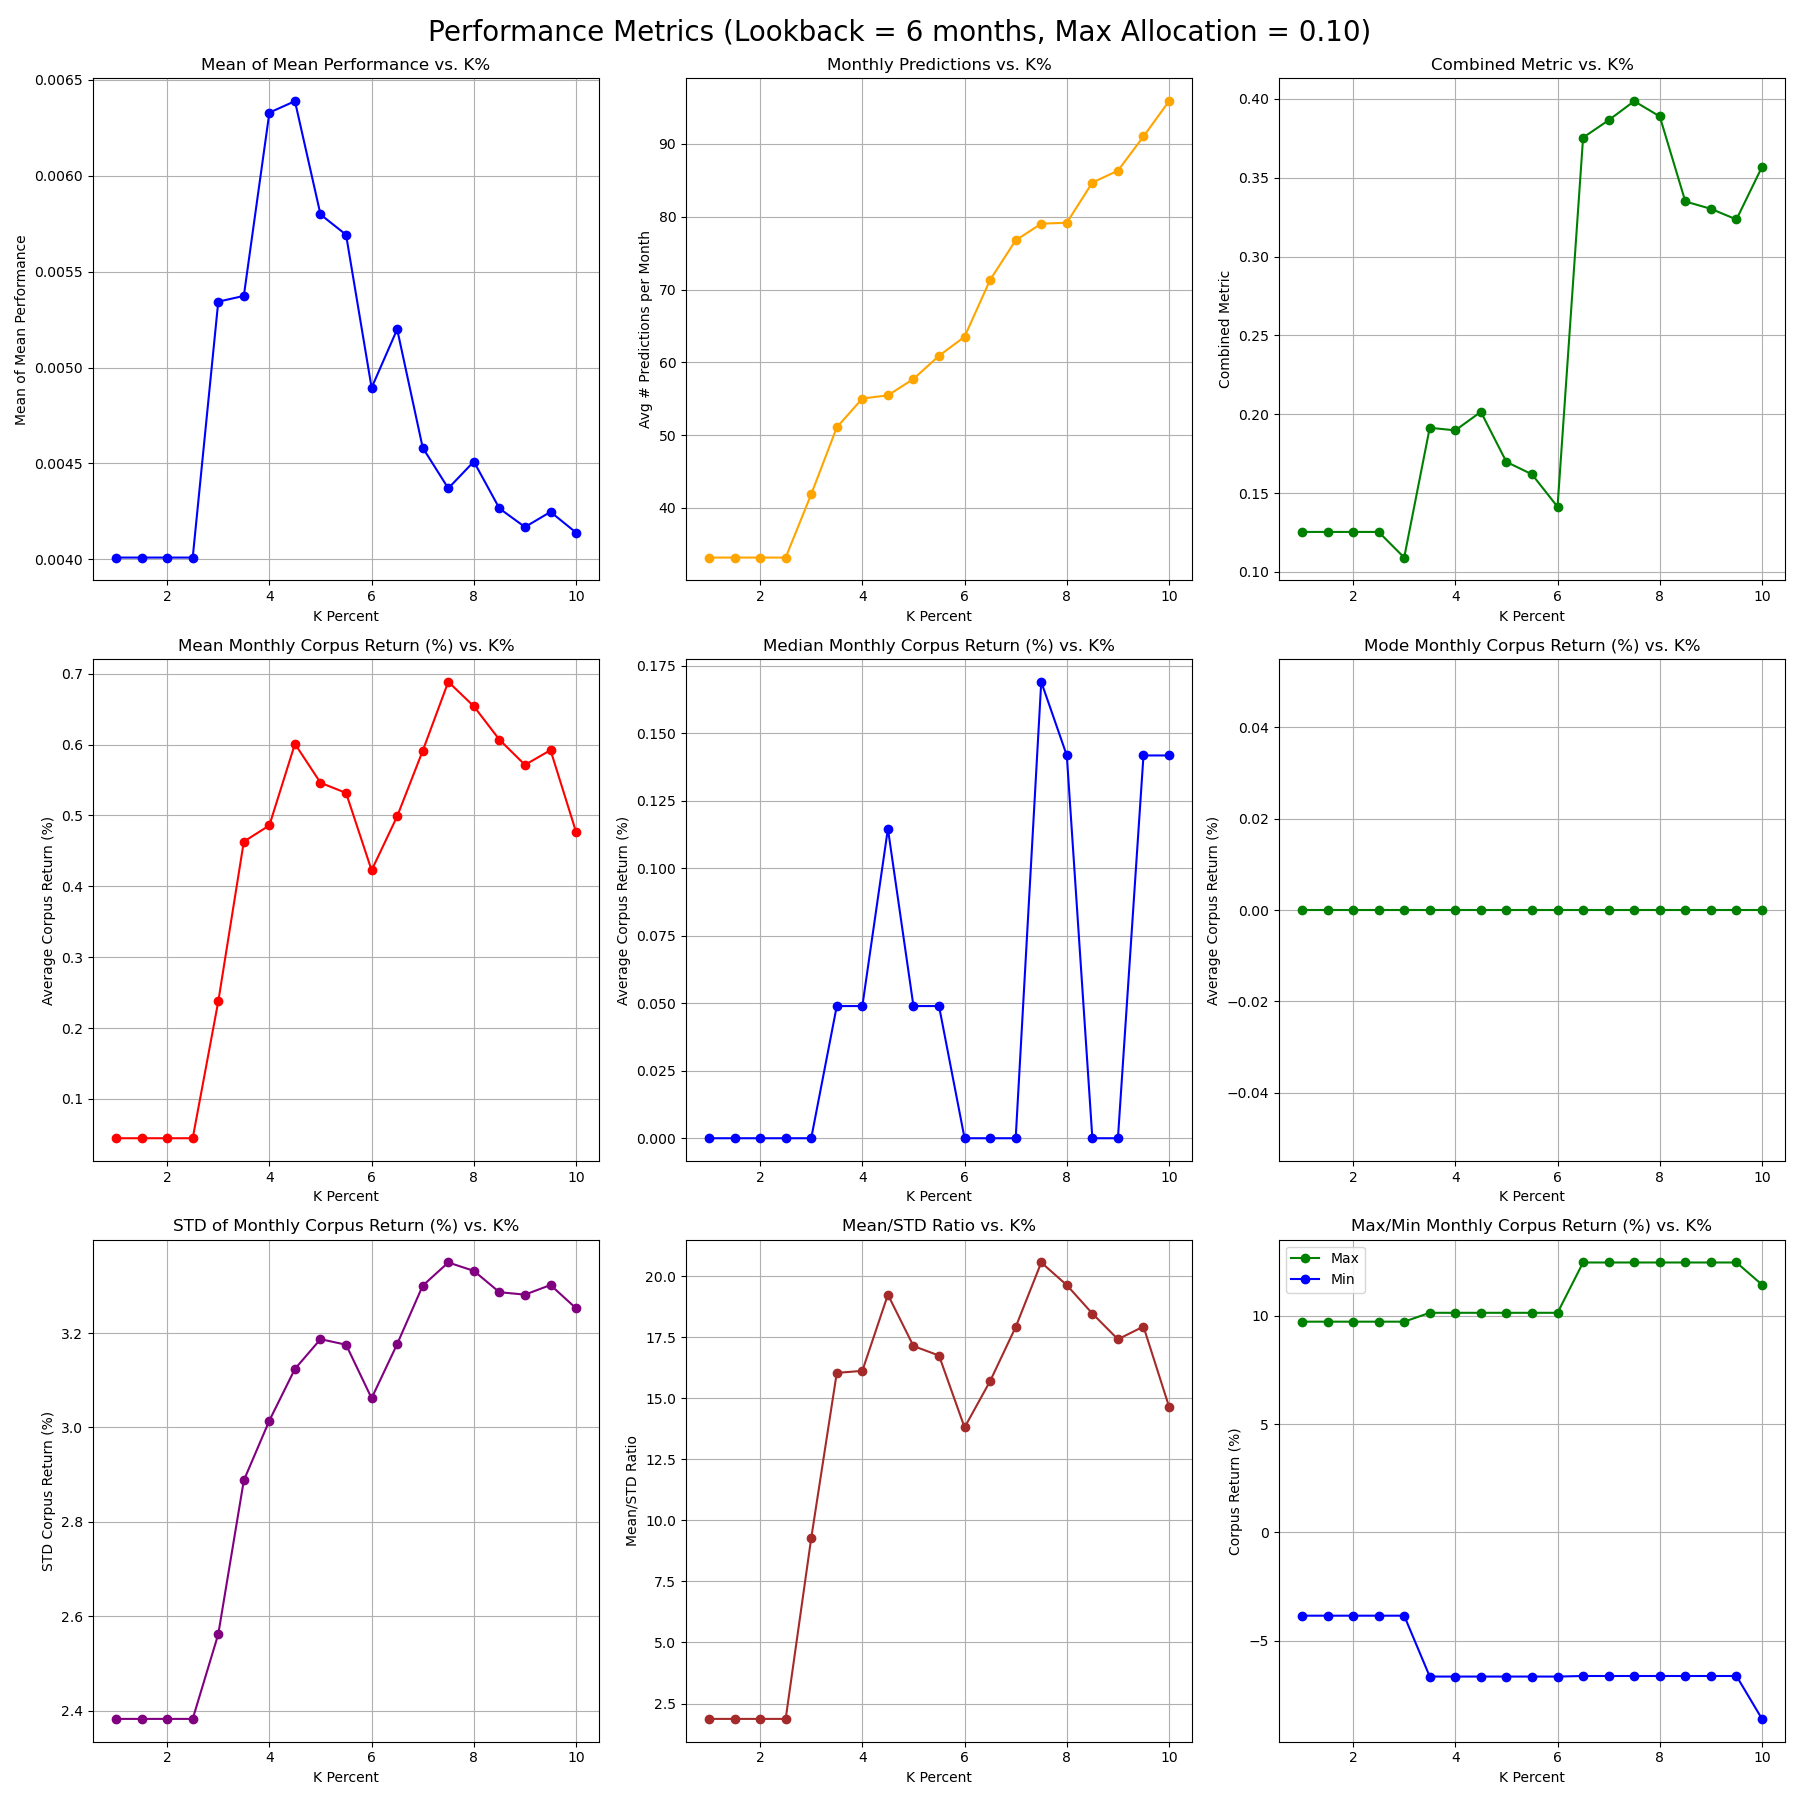 Performance Metrics (Lookback = 6 months, Max Allocation = 0.10)
Mean of Mean Performance vs. K%
Mean of Mean Performance
0.0065
0.0060
0.0055
0.0050
0.0045
0.0040
2 4 6 8 10
K Percent
Monthly Predictions vs. K%
Avg # Predictions per Month
90
80
70
60
50
40
2 4 6 8 10
K Percent
Combined Metric vs. K%
Combined Metric
0.40
0.35
0.30
0.25
0.20
0.15
0.10
2 4 6 8 10
K Percent
Mean Monthly Corpus Return (%) vs. K%
Average Corpus Return (%)
0.7
0.6
0.5
0.4
0.3
0.2
0.1
2 4 6 8 10
K Percent
Median Monthly Corpus Return (%) vs. K%
Average Corpus Return (%)
0.175
0.150
0.125
0.100
0.075
0.050
0.025
0.000
2 4 6 8 10
K Percent
Mode Monthly Corpus Return (%) vs. K%
Average Corpus Return (%)
0.04
0.02
0.00
−0.02
−0.04
2 4 6 8 10
K Percent
STD of Monthly Corpus Return (%) vs. K%
STD Corpus Return (%)
3.2
3.0
2.8
2.6
2.4
2 4 6 8 10
K Percent
Mean/STD Ratio vs. K%
Mean/STD Ratio
20.0
17.5
15.0
12.5
10.0
7.5
5.0
2.5
2 4 6 8 10
K Percent
Max/Min Monthly Corpus Return (%) vs. K%
Max
Min
Corpus Return (%)
10
5
0
−5
2 4 6 8 10
K Percent